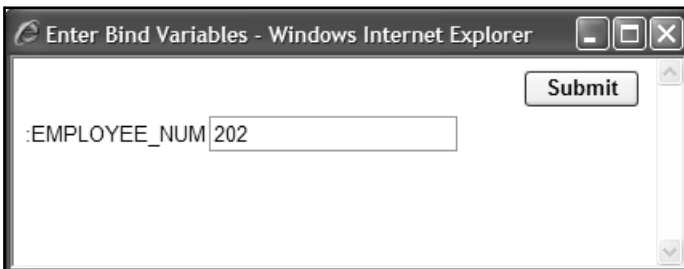 Enter Bind Variables - Windows Internet Explorer
Submit
:EMPLOYEE_NUM 202